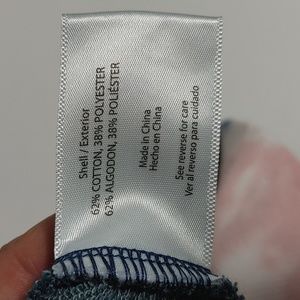 Shell / Exterior
62% COTTON, 38% POLYESTER
62% ALGODON, 38% POLIÉSTER
Made in China
Hecho en China
See reverse for care
Ver al reverso para cuidado